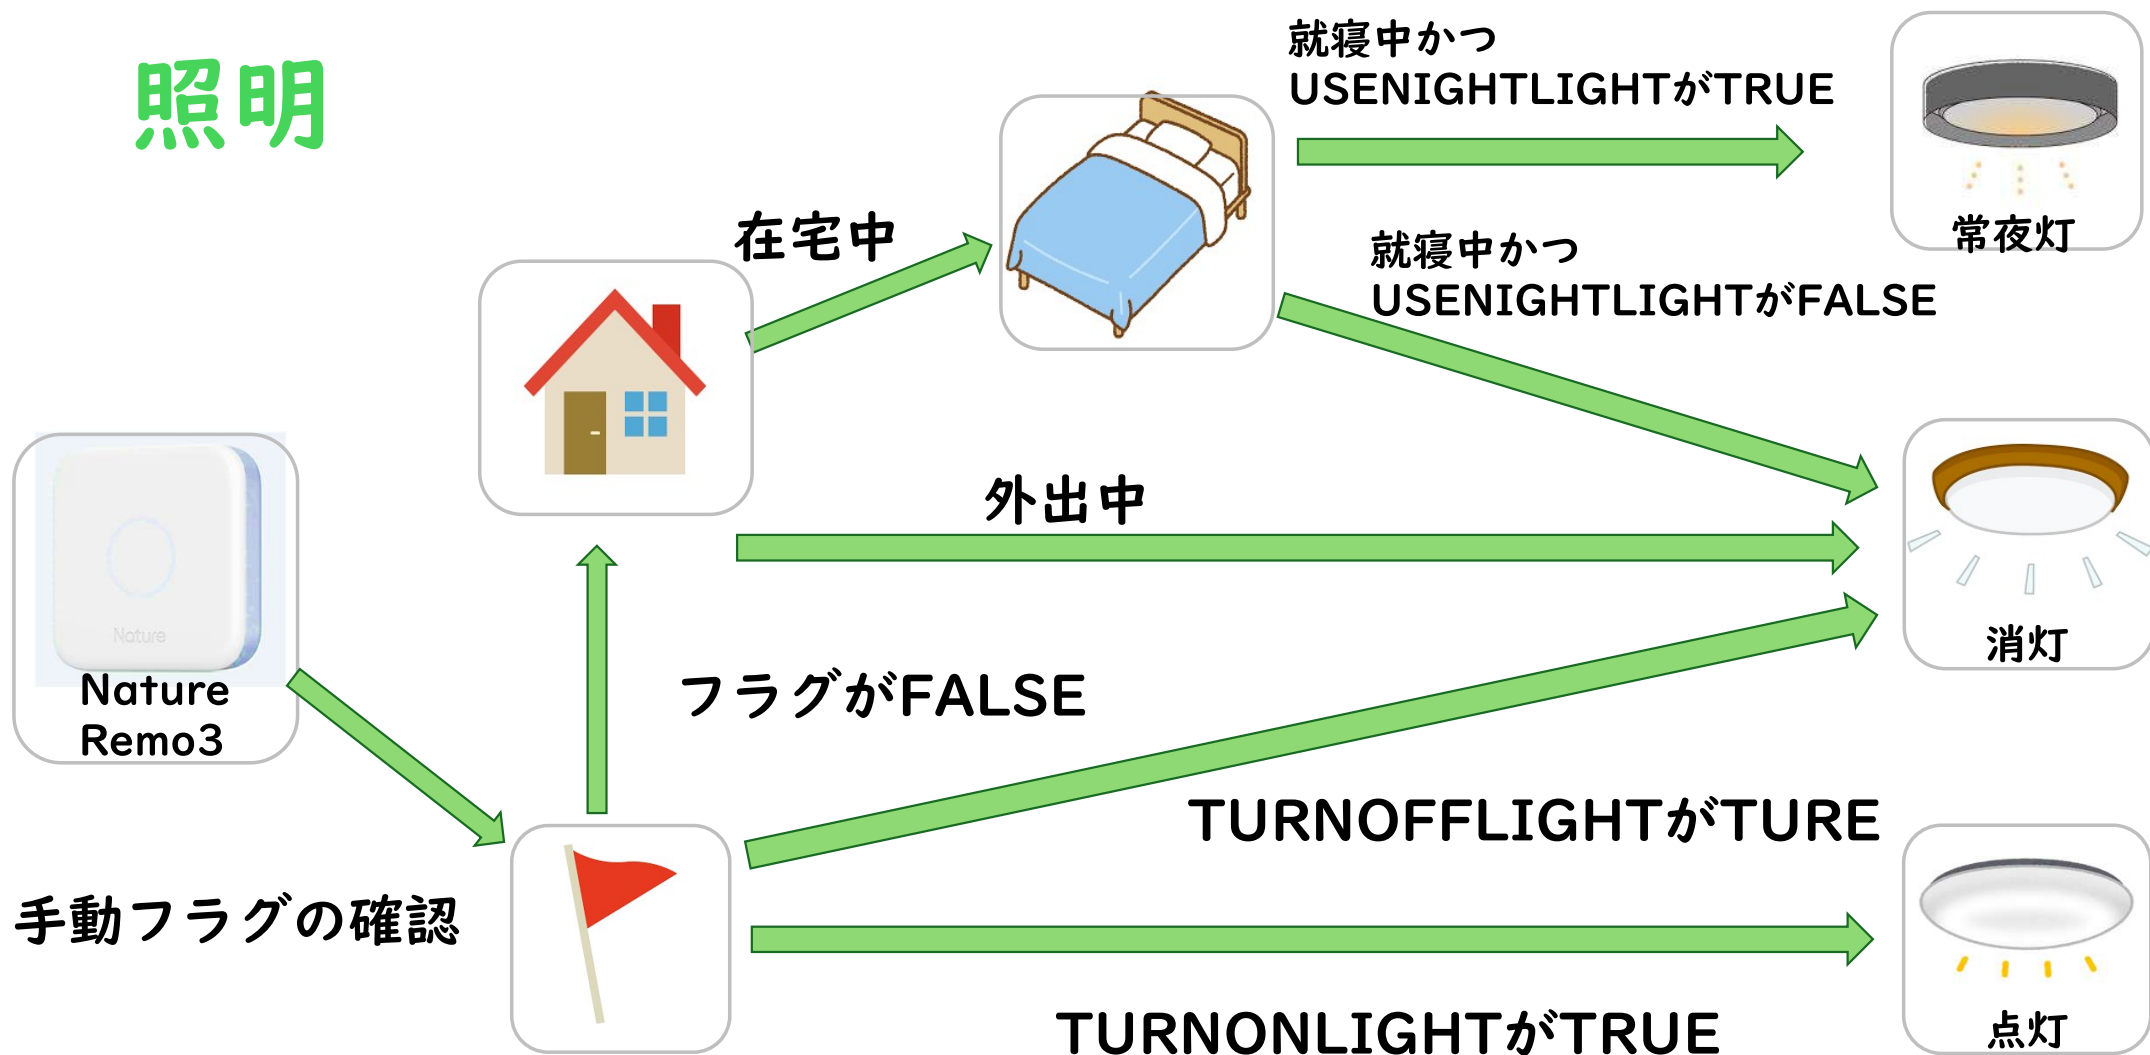 照明
就寝中かつ
USENIGHTLIGHTがTRUE
常夜灯
在宅中
就寝中かつ
USENIGHTLIGHTがFALSE
外出中
消灯
Nature
Nature
Remo3
フラグがFALSE
TURNOFFLIGHTがTURE
手動フラグの確認
TURNONLIGHTがTRUE
点灯